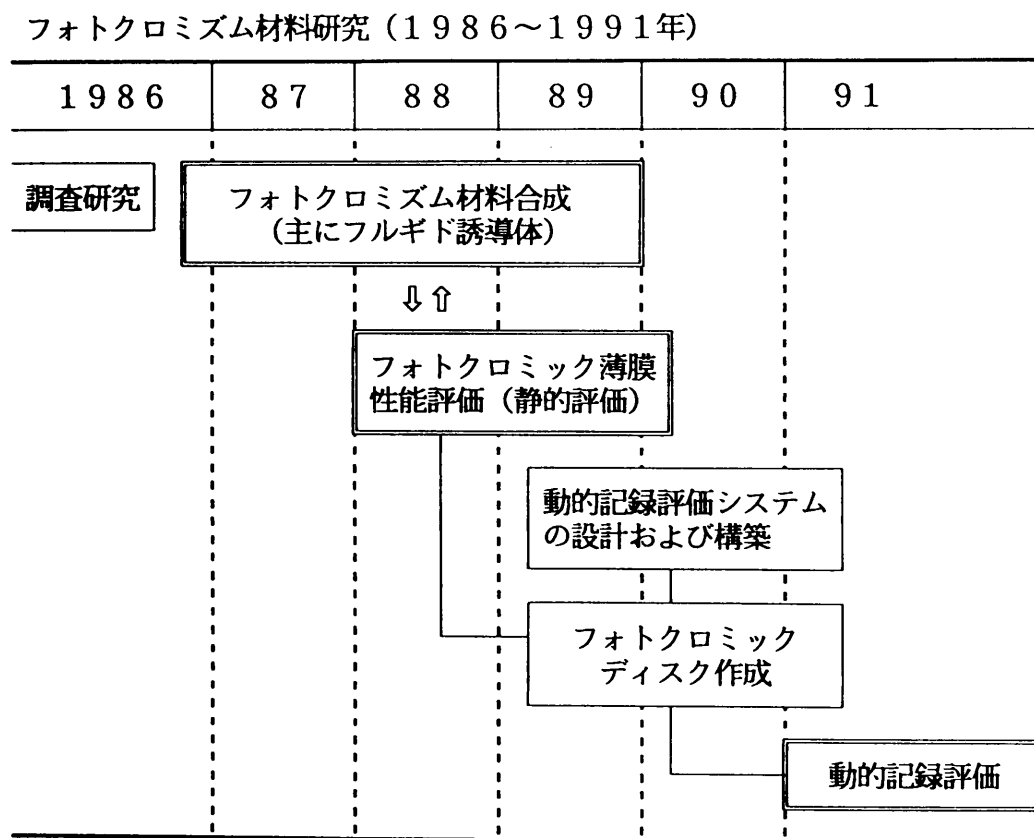 フォトクロミズム材料研究（１９８６～１９９１年）
１９８６ ８７ ８８ ８９ ９０ ９１
調査研究
フォトクロミズム材料合成
（主にフルギド誘導体）
⇩⇧
フォトクロミック薄膜
性能評価（静的評価）
動的記録評価システム
の設計および構築
フォトクロミック
ディスク作成
動的記録評価